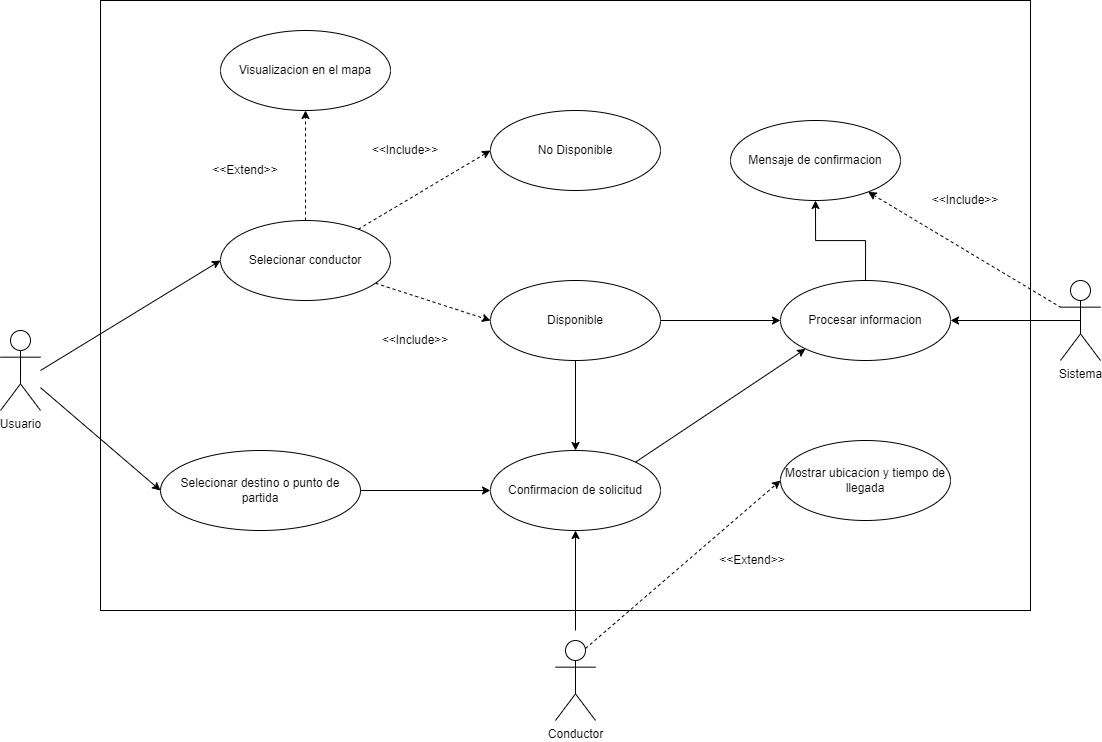 Visualizacion en el mapa
<<Include>>
No Disponible
Mensaje de confirmacion
<<Extend>>
<<Include>>
Selecionar conductor
Disponible
Procesar informacion
<<Include>>
Sistema
Usuario
Selecionar destino o punto de
partida
Confirmacion de solicitud
Mostrar ubicacion y tiempo de
llegada
<<Extend>>
Conductor